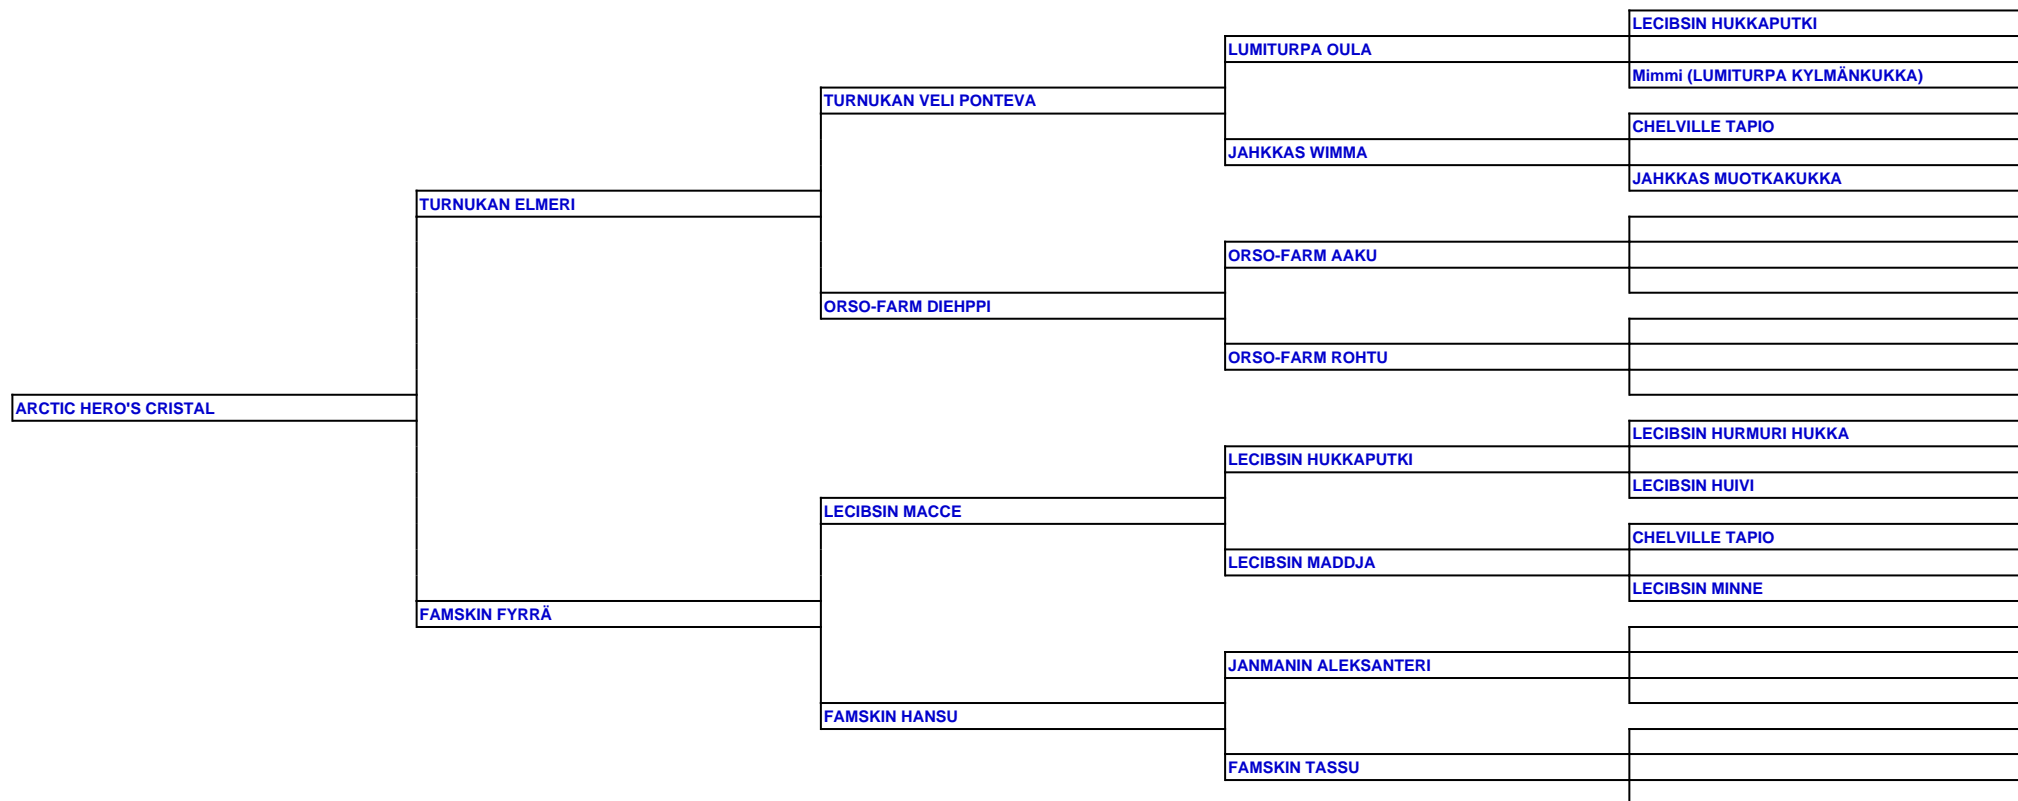 LECIBSIN HUKKAPUTKI
LUMITURPA OULA
Mimmi (LUMITURPA KYLMÄNKUKKA)
TURNUKAN VELI PONTEVA
CHELVILLE TAPIO
JAHKKAS WIMMA
JAHKKAS MUOTKAKUKKA
TURNUKAN ELMERI
ORSO-FARM AAKU
ORSO-FARM DIEHPPI
ORSO-FARM ROHTU
ARCTIC HERO'S CRISTAL
LECIBSIN HURMURI HUKKA
LECIBSIN HUKKAPUTKI
LECIBSIN HUIVI
LECIBSIN MACCE
CHELVILLE TAPIO
LECIBSIN MADDJA
LECIBSIN MINNE
FAMSKIN FYRRÄ
JANMANIN ALEKSANTERI
FAMSKIN HANSU
FAMSKIN TASSU